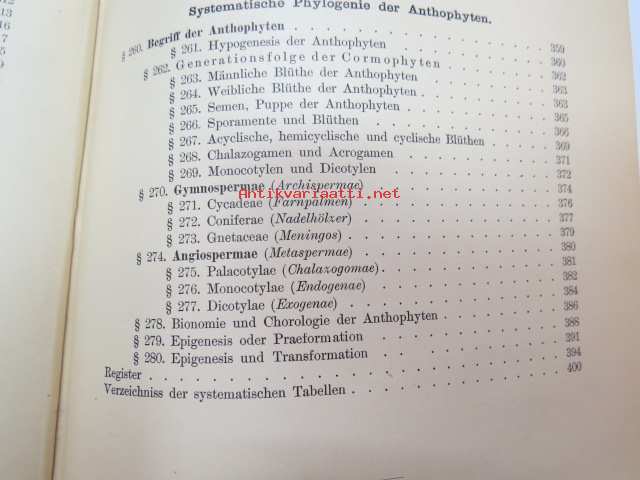 Systematische Phylogenie der Anthophyten.
§ 260. Begriff der Anthophyten . . . . . . . . . . 359
§ 261. Hypogenesis der Anthophyten . . . . . . . 360
§ 262. Generationsfolge der Cormophyten . . . . . . 362
§ 263. Männliche Blüthe der Anthophyten . . . . . . 363
§ 264. Weibliche Blüthe der Anthophyten . . . . . . 363
§ 265. Semen, Puppe der Anthophyten . . . . . . . 365
§ 266. Sporamente und Blüthen . . . . . . . . 366
§ 267. Acyclische, hemicyclische und cyclische Blüthen . . . 369
§ 268. Chalazogamen und Acrogamen . . . . . . . 371
§ 269. Monocotylen und Dicotylen . . . . . . . 372
§ 270. Gymnospermae (Archispermae) . . . . . . . . 374
§ 271. Cycadeae (Farnpalmen) . . . . . . . . 376
§ 272. Coniferae (Nadelhölzer) . . . . . . . . 377
§ 273. Gnetaceae (Meningos) . . . . . . . . 379
§ 274. Angiospermae (Metaspermae) . . . . . . . . 380
§ 275. Palacotylae (Chalazogomae) . . . . . . . 381
§ 276. Monocotylae (Endogenae) . . . . . . . . 382
§ 277. Dicotylae (Exogenae) . . . . . . . . . 384
§ 278. Bionomie und Chorologie der Anthophyten . . . . . 386
§ 279. Epigenesis oder Praeformation . . . . . . . 388
§ 280. Epigenesis und Transformation . . . . . . . 391
Register . . . . . . . . . . . . . . . 394
Verzeichniss der systematischen Tabellen . . . . . . . . 400
Antikvariaatti.net